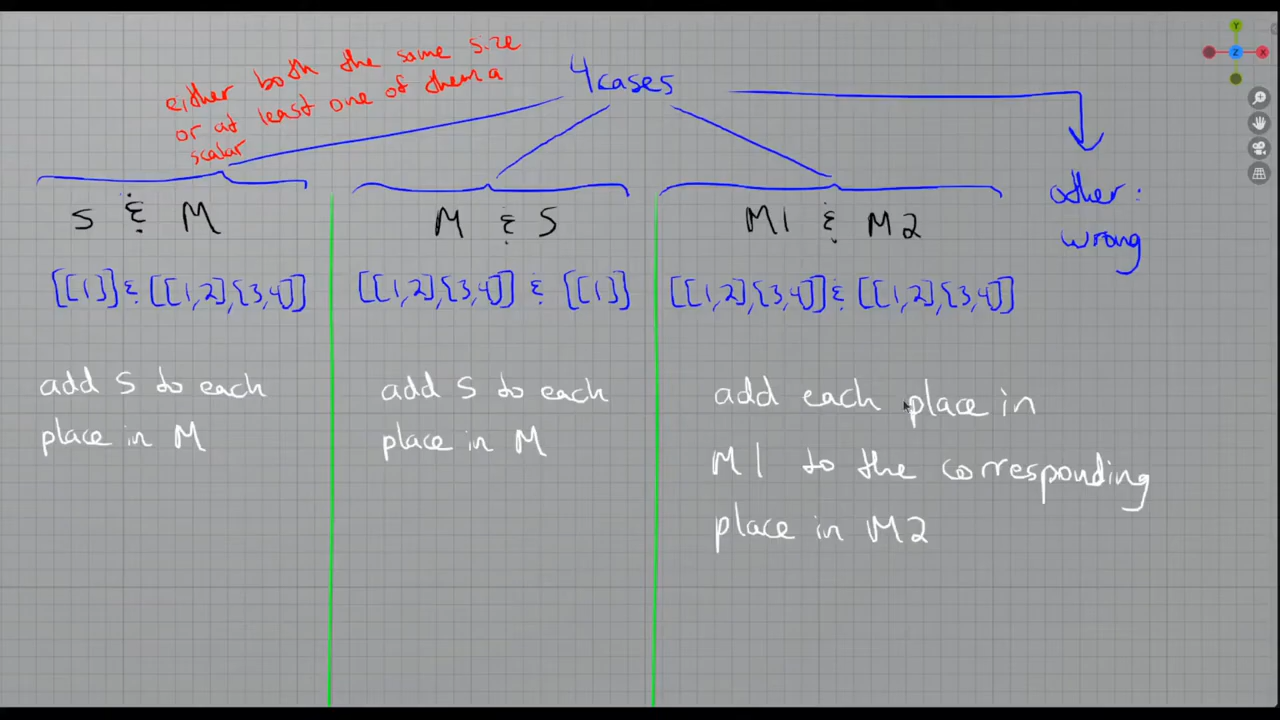 4 cases
either both the same size
or at least one of them a
scalar
S & M
M & S
M1 & M2
other:
wrong
[[1]] & [[1,2],[3,4]]
[[1,2],[3,4]] & [[1]]
[[1,2],[3,4]] & [[1,2],[3,4]]
add S to each
place in M
add S to each
place in M
add each place in
M1 to the corresponding
place in M2
Y
Z
X